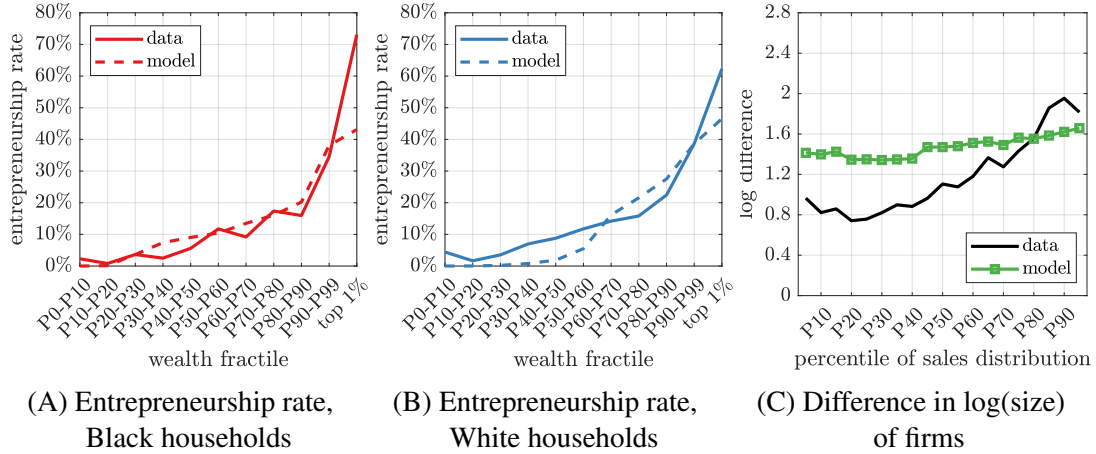 80%
70%
60%
50%
40%
30%
20%
10%
0%
entrepreneurship rate
data
model
P0-P10
P10-P20
P20-P30
P30-P40
P40-P50
P50-P60
P60-P70
P70-P80
P80-P90
P90-P99
top 1%
wealth fractile
(A) Entrepreneurship rate,
Black households
80%
70%
60%
50%
40%
30%
20%
10%
0%
entrepreneurship rate
data
model
P0-P10
P10-P20
P20-P30
P30-P40
P40-P50
P50-P60
P60-P70
P70-P80
P80-P90
P90-P99
top 1%
wealth fractile
(B) Entrepreneurship rate,
White households
2.8
2.4
2
1.6
1.2
0.8
0.4
0
log difference
data
model
P10
P20
P30
P40
P50
P60
P70
P80
P90
percentile of sales distribution
(C) Difference in log(size)
of firms